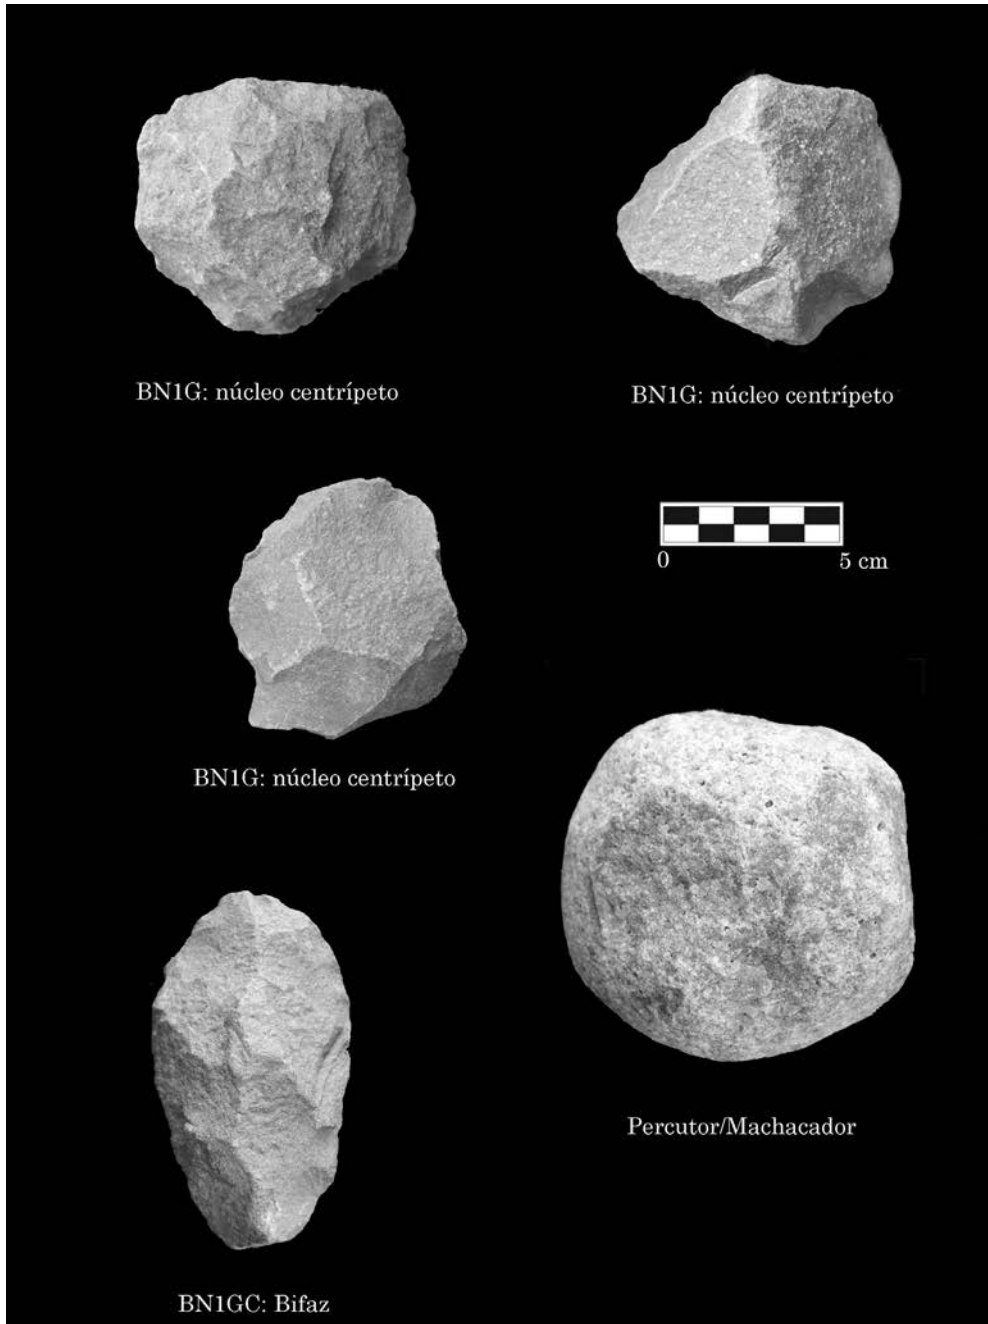 BN1G: núcleo centrípeto
BN1G: núcleo centrípeto
0 5 cm
BN1G: núcleo centrípeto
Percutor/Machacador
BN1GC: Bifaz